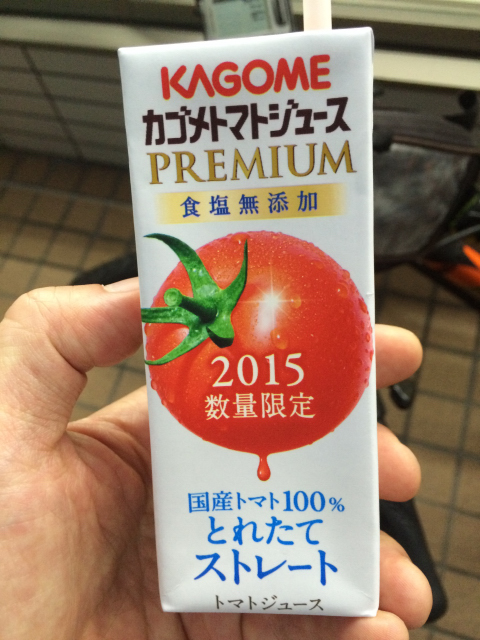 KAGOME
カゴメトマトジュース
PREMIUM
食塩無添加
2015
数量限定
国産トマト100%
とれたて
ストレート
トマトジュース